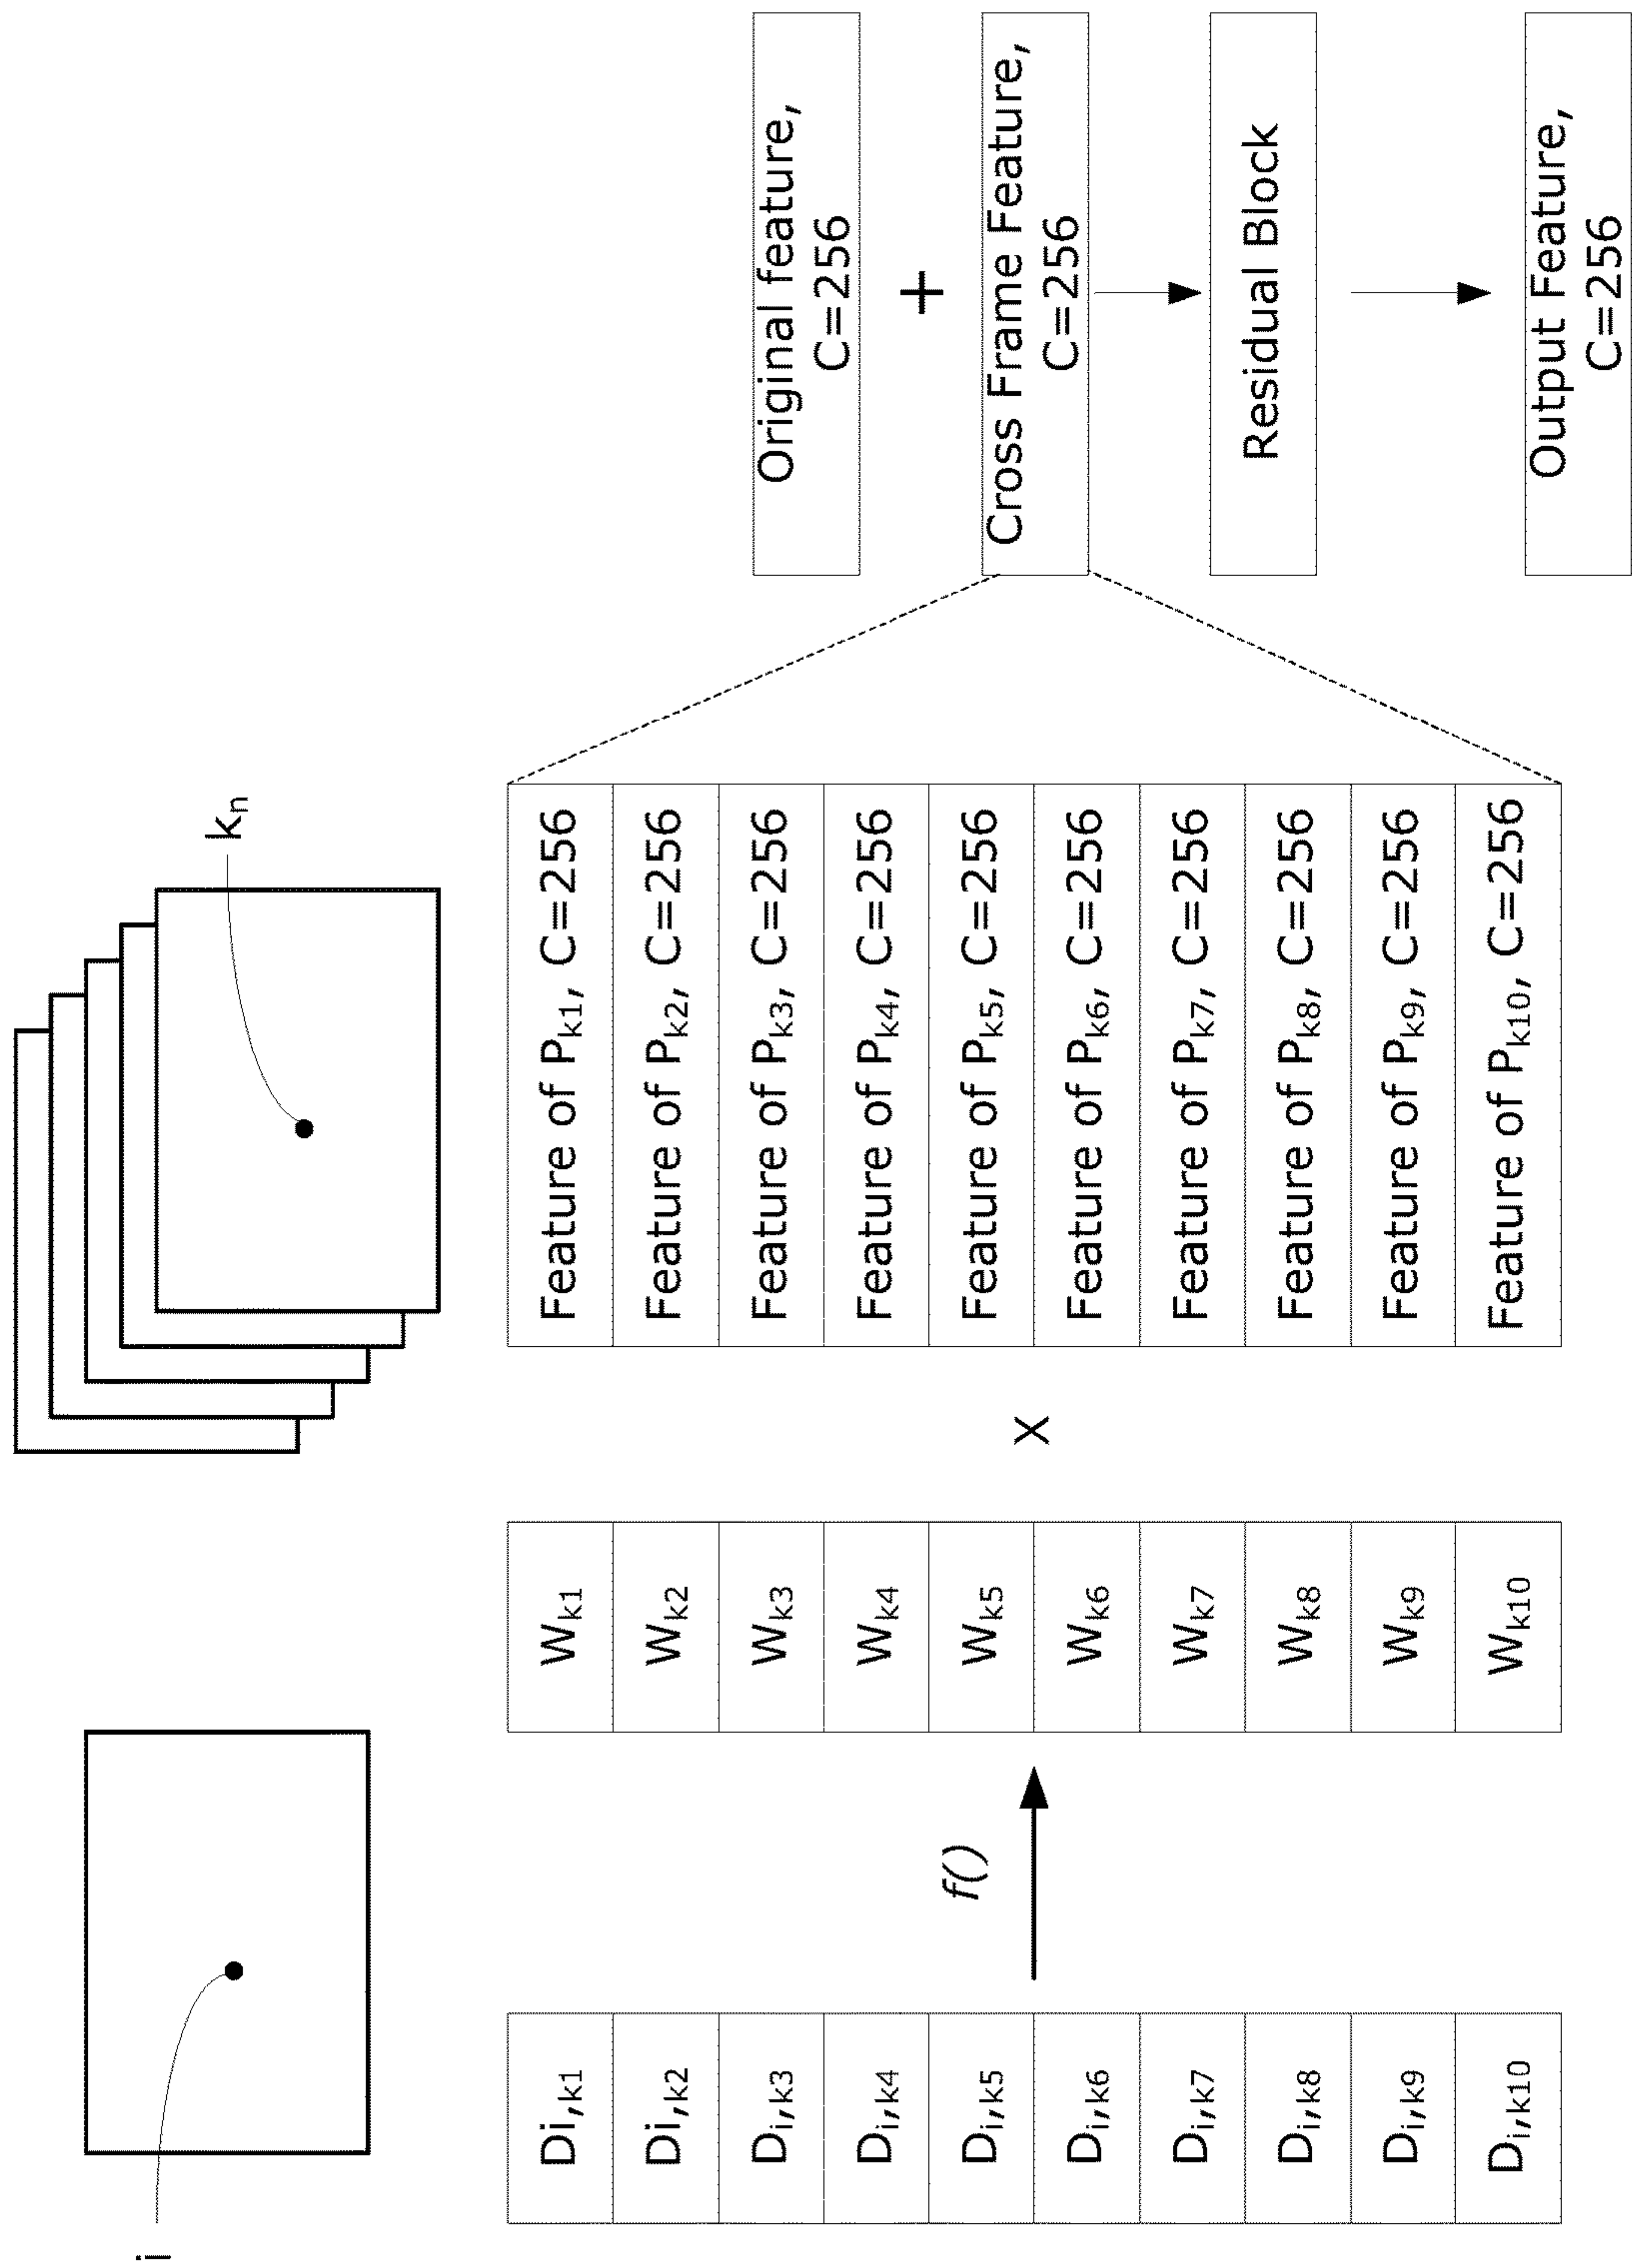 i
kn
Di,k1
Di,k2
Di,k3
Di,k4
Di,k5
Di,k6
Di,k7
Di,k8
Di,k9
Di,k10
f()
Wk1
Wk2
Wk3
Wk4
Wk5
Wk6
Wk7
Wk8
Wk9
Wk10
X
Feature of Pk1, C=256
Feature of Pk2, C=256
Feature of Pk3, C=256
Feature of Pk4, C=256
Feature of Pk5, C=256
Feature of Pk6, C=256
Feature of Pk7, C=256
Feature of Pk8, C=256
Feature of Pk9, C=256
Feature of Pk10, C=256
Original feature,
C=256
+
Cross Frame Feature,
C=256
Residual Block
Output Feature,
C=256